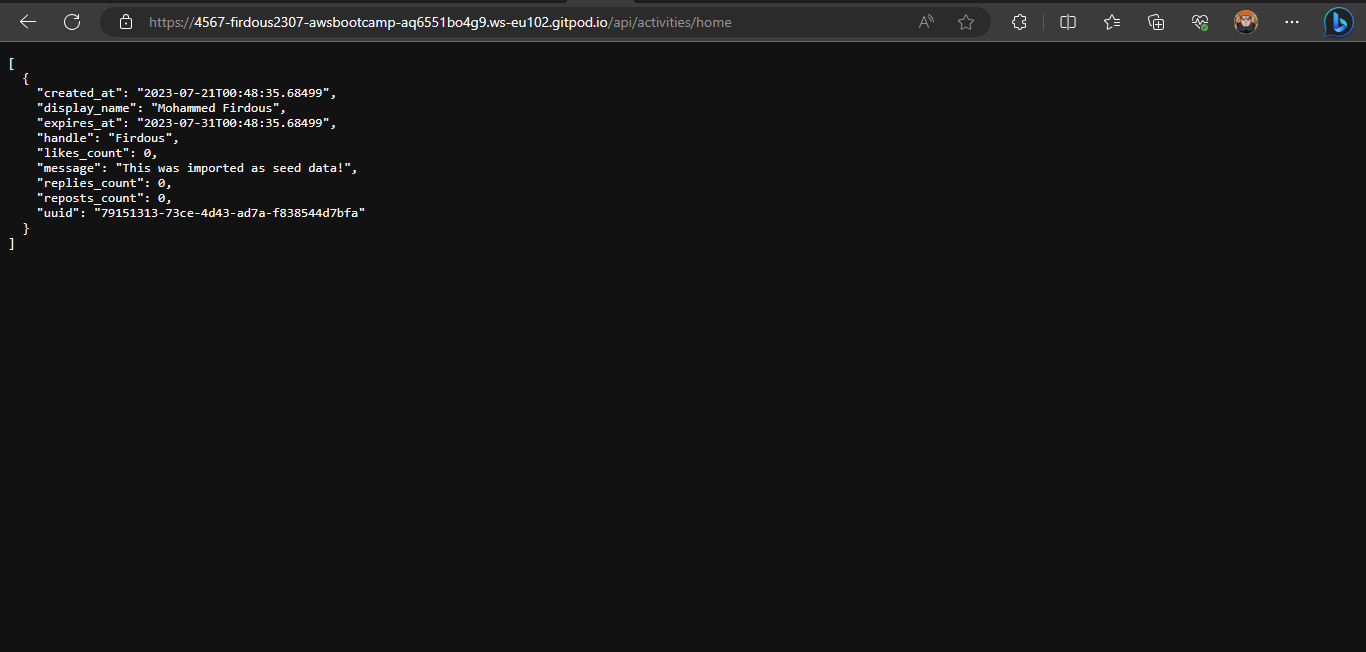 https://4567-firdous2307-awsbootcamp-aq6551bo4g9.ws-eu102.gitpod.io/api/activities/home
[
  {
    "created_at": "2023-07-21T00:48:35.68499",
    "display_name": "Mohammed Firdous",
    "expires_at": "2023-07-31T00:48:35.68499",
    "handle": "Firdous",
    "likes_count": 0,
    "message": "This was imported as seed data!",
    "replies_count": 0,
    "reposts_count": 0,
    "uuid": "79151313-73ce-4d43-ad7a-f838544d7bfa"
  }
]